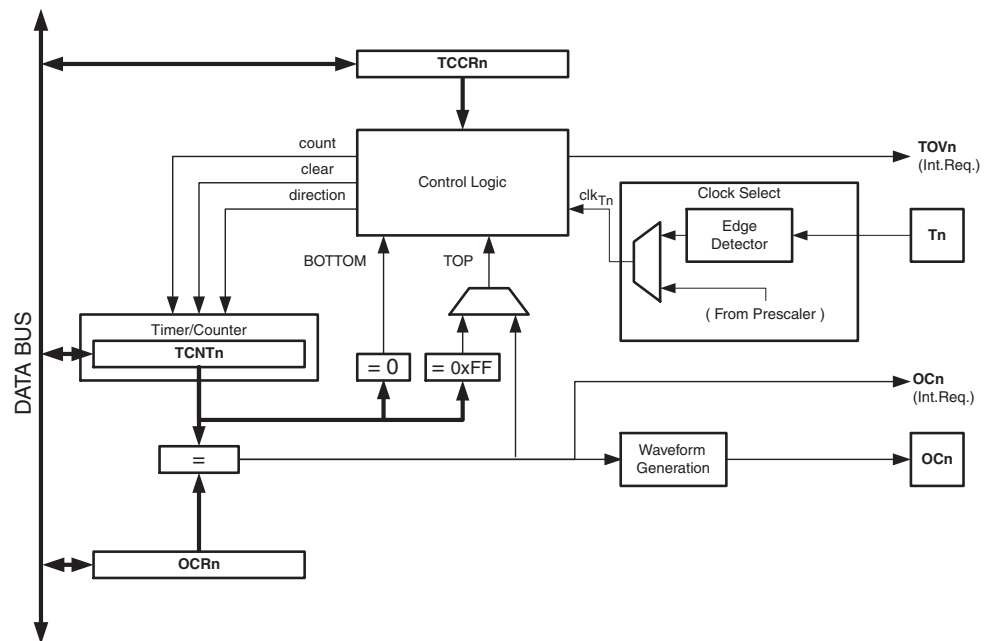 TCCRn
count
clear
direction
Control Logic
TOVn
(Int.Req.)
clk_Tn
Clock Select
Edge
Detector
Tn
( From Prescaler )
BOTTOM
TOP
Timer/Counter
TCNTn
= 0
= 0xFF
DATA BUS
OCn
(Int.Req.)
=
Waveform
Generation
OCn
OCRn